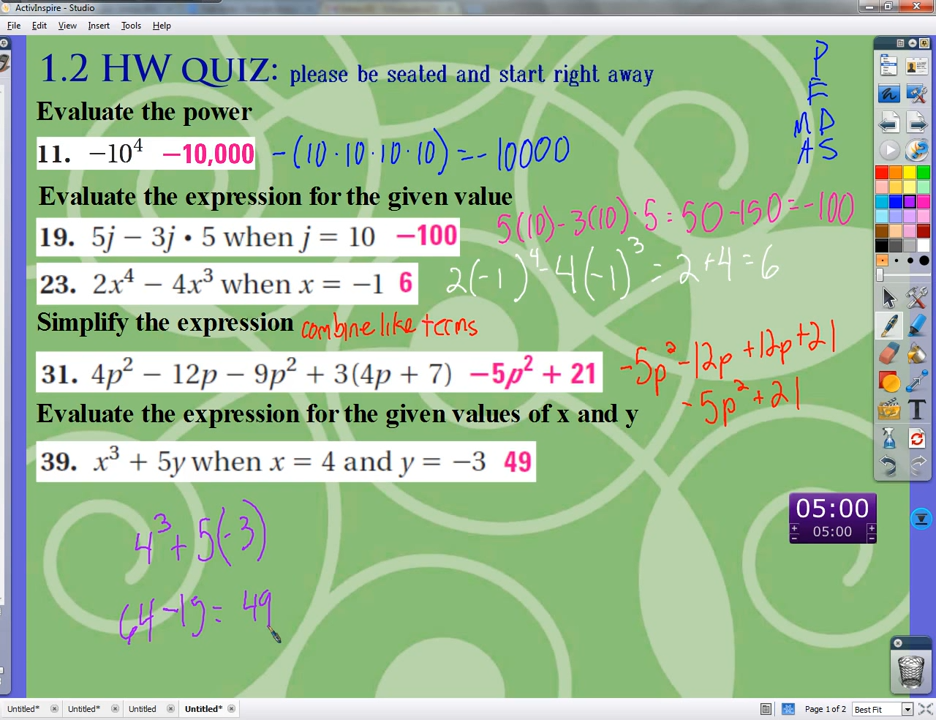 ActivInspire - Studio
File Edit View Insert Tools Help
1.2 HW QUIZ: please be seated and start right away
P
E
M D
A S
Evaluate the power
11. −10⁴ −10,000 -(10·10·10·10)=-10000
Evaluate the expression for the given value
19. 5j − 3j • 5 when j = 10 −100 5(10)-3(10)·5=50-150=-100
23. 2x⁴ − 4x³ when x = −1 6 2(-1)⁴-4(-1)³=2+4=6
Simplify the expression combine like terms
31. 4p² − 12p − 9p² + 3(4p + 7) −5p² + 21 -5p²-12p+12p+21
-5p²+21
Evaluate the expression for the given values of x and y
39. x³ + 5y when x = 4 and y = −3 49
4³+5(-3)
64-15=49
05:00
05:00
Untitled* Untitled* Untitled Untitled* Page 1 of 2 Best Fit